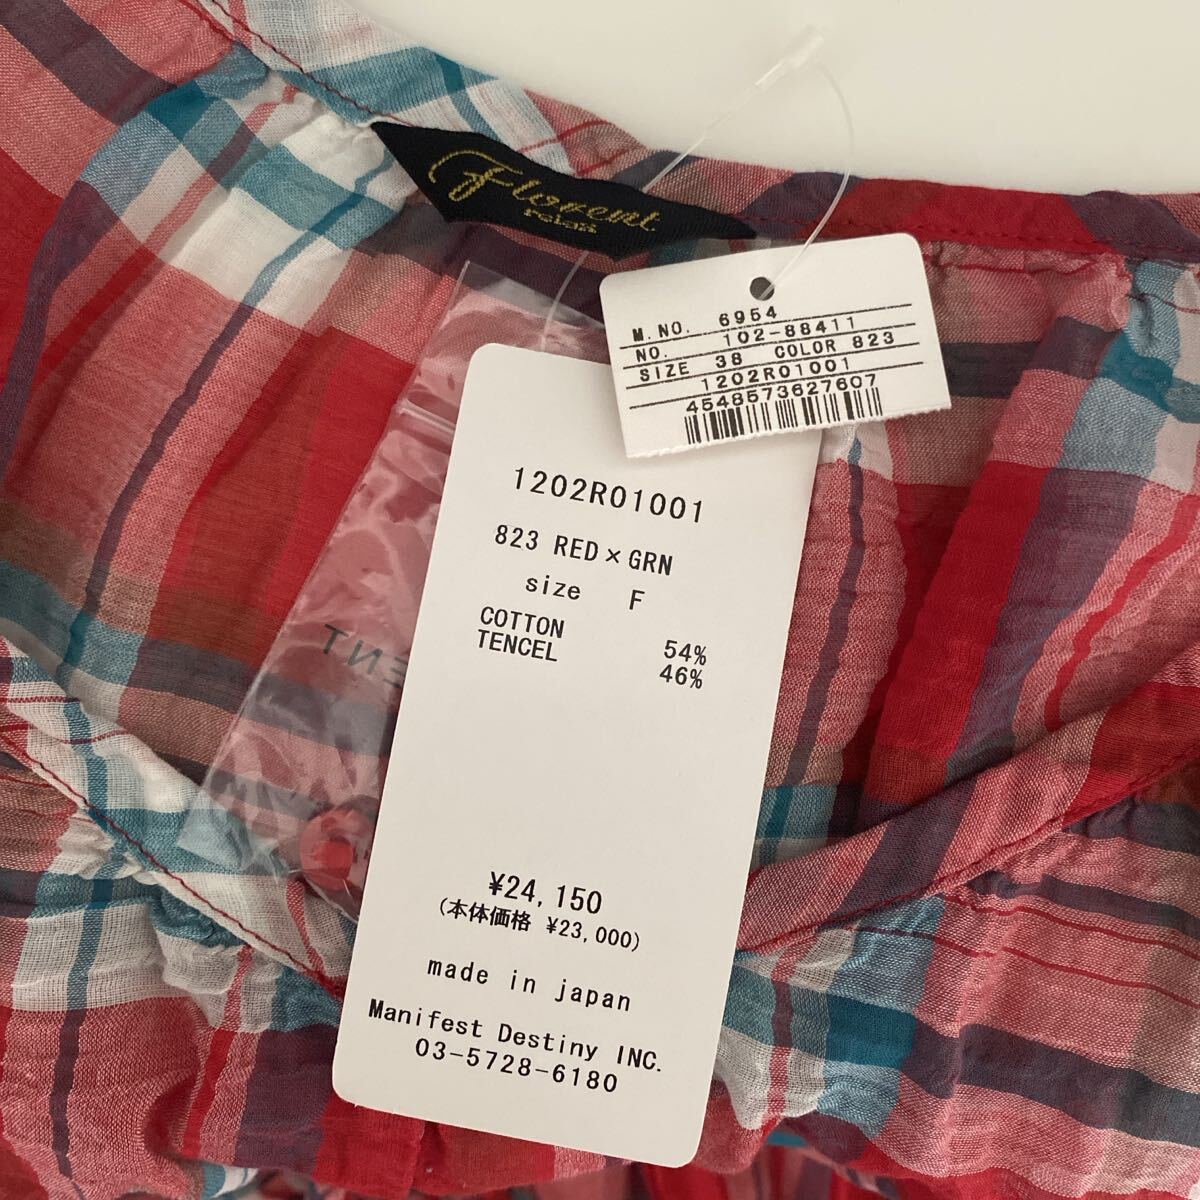 Florent
relax
M.NO. 6954
NO. 102-88411
SIZE 38 COLOR 823
1202R01001
4548573627607
1202R01001
823 RED×GRN
size F
COTTON 54%
TENCEL 46%
¥24,150
(本体価格 ¥23,000)
made in japan
Manifest Destiny INC.
03-5728-6180
ENT